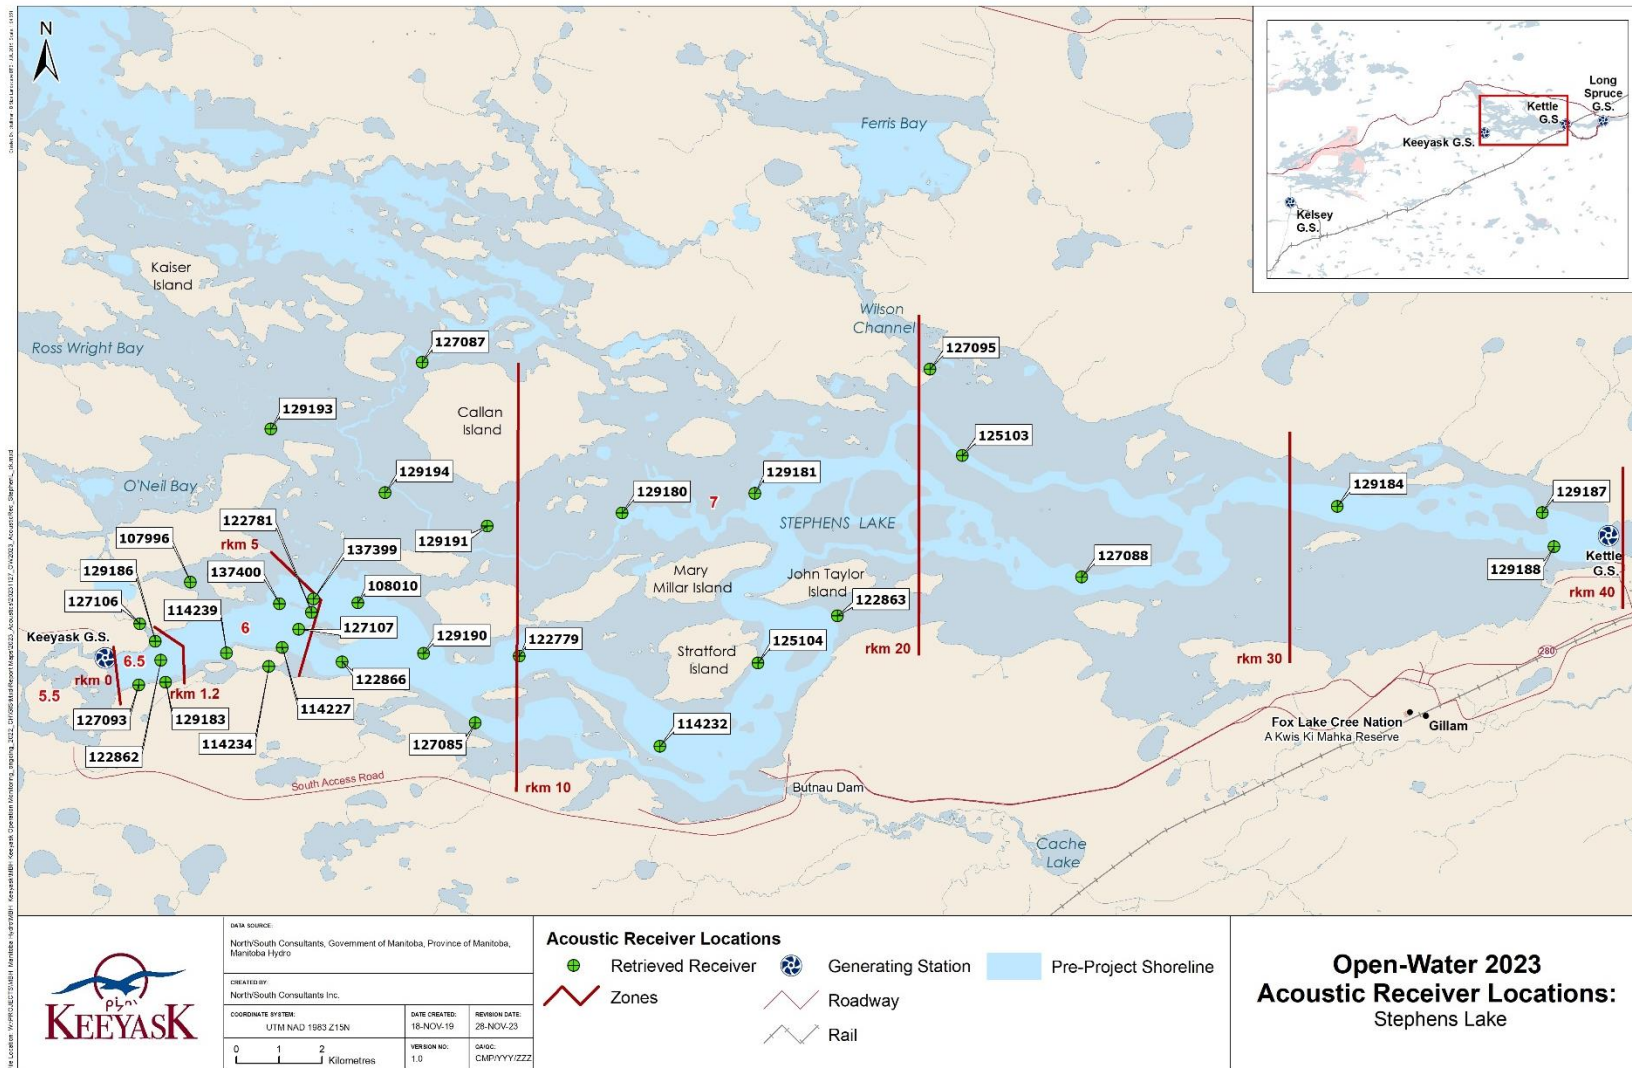 N
Ferris Bay
Long
Spruce
G.S.
Kettle
G.S.
Keeyask G.S.
Kelsey
G.S.
Kaiser
Island
Wilson
Channel
Ross Wright Bay
127087
127095
129193
Callan
Island
125103
129194
129181
129184
129187
O'Neil Bay
129180
7
122781
STEPHENS LAKE
rkm 5
137399
129191
107996
Kettle
G.S.
129186
137400
108010
Mary
Millar Island
John Taylor
Island
127088
129188
rkm 40
127106
114239
122863
Keeyask G.S.
6
127107
129190
122779
rkm 20
280
6.5
Stratford
Island
125104
rkm 30
rkm 0
5.5
rkm 1.2
122866
127093
129183
114227
114232
Fox Lake Cree Nation
A Kwis Ki Mahka Reserve
Gillam
122862
114234
127085
South Access Road
rkm 10
Butnau Dam
Cache
Lake
KEEYASK
DATA SOURCE:
North/South Consultants, Government of Manitoba, Province of Manitoba,
Manitoba Hydro
CREATED BY:
North/South Consultants Inc.
COORDINATE SYSTEM:
UTM NAD 1983 Z15N
DATE CREATED:
18-NOV-19
REVISION DATE:
28-NOV-23
0 1 2
Kilometres
VERSION NO:
1.0
QA/QC:
CMP/YYY/ZZZ
Acoustic Receiver Locations
Retrieved Receiver
Generating Station
Pre-Project Shoreline
Zones
Roadway
Rail
Open-Water 2023
Acoustic Receiver Locations:
Stephens Lake